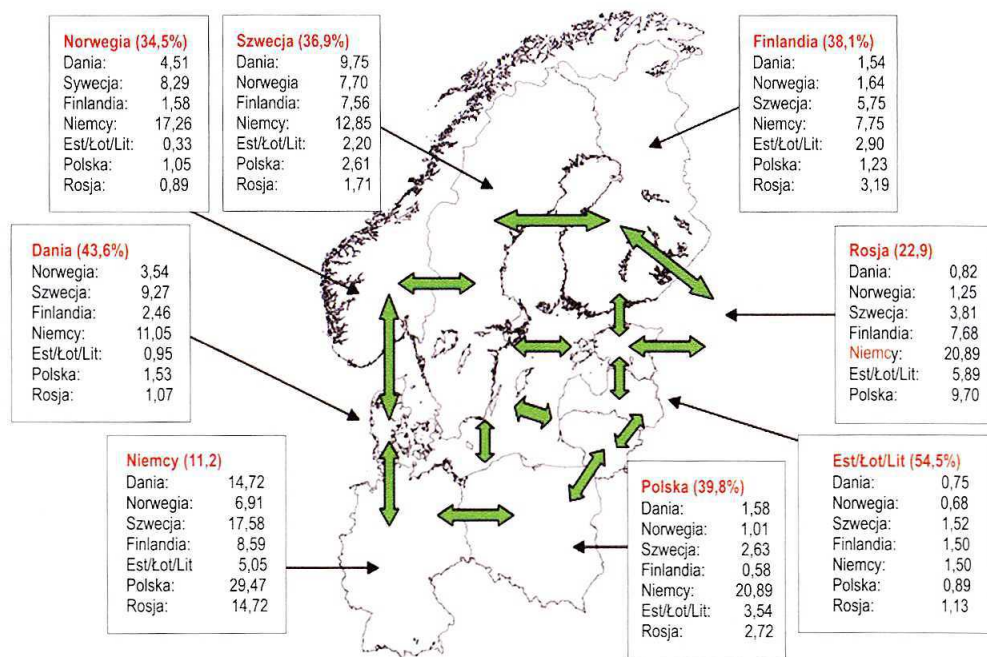 Norwegia (34,5%)
Dania: 4,51
Sywecja: 8,29
Finlandia: 1,58
Niemcy: 17,26
Est/Łot/Lit: 0,33
Polska: 1,05
Rosja: 0,89
Szwecja (36,9%)
Dania: 9,75
Norwegia 7,70
Finlandia: 7,56
Niemcy: 12,85
Est/Łot/Lit: 2,20
Polska: 2,61
Rosja: 1,71
Finlandia (38,1%)
Dania: 1,54
Norwegia: 1,64
Szwecja: 5,75
Niemcy: 7,75
Est/Łot/Lit: 2,90
Polska: 1,23
Rosja: 3,19
Dania (43,6%)
Norwegia: 3,54
Szwecja: 9,27
Finlandia: 2,46
Niemcy: 11,05
Est/Łot/Lit: 0,95
Polska: 1,53
Rosja: 1,07
Rosja (22,9)
Dania: 0,82
Norwegia: 1,25
Szwecja: 3,81
Finlandia: 7,68
Niemcy: 20,89
Est/Łot/Lit: 5,89
Polska: 9,70
Niemcy (11,2)
Dania: 14,72
Norwegia: 6,91
Szwecja: 17,58
Finlandia: 8,59
Est/Łot/Lit 5,05
Polska: 29,47
Rosja: 14,72
Polska (39,8%)
Dania: 1,58
Norwegia: 1,01
Szwecja: 2,63
Finlandia: 0,58
Niemcy: 20,89
Est/Łot/Lit: 3,54
Rosja: 2,72
Est/Łot/Lit (54,5%)
Dania: 0,75
Norwegia: 0,68
Szwecja: 1,52
Finlandia: 1,50
Niemcy: 1,50
Polska: 0,89
Rosja: 1,13